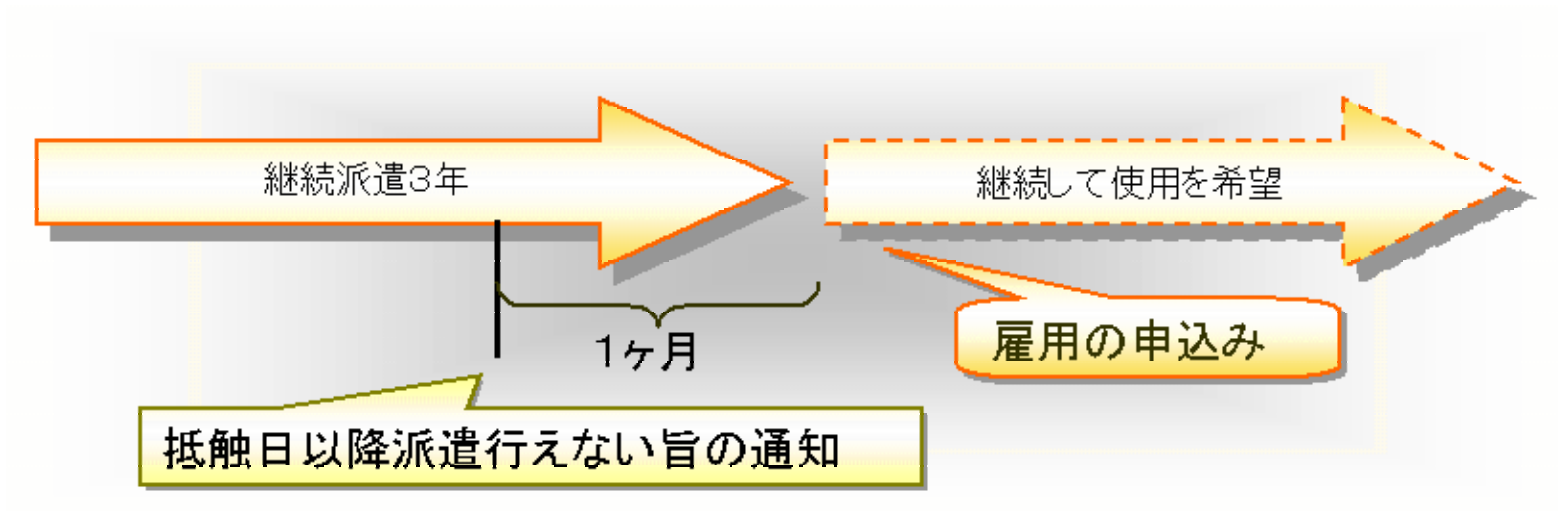 継続派遣３年
継続して使用を希望
１ヶ月
雇用の申込み
抵触日以降派遣行えない旨の通知